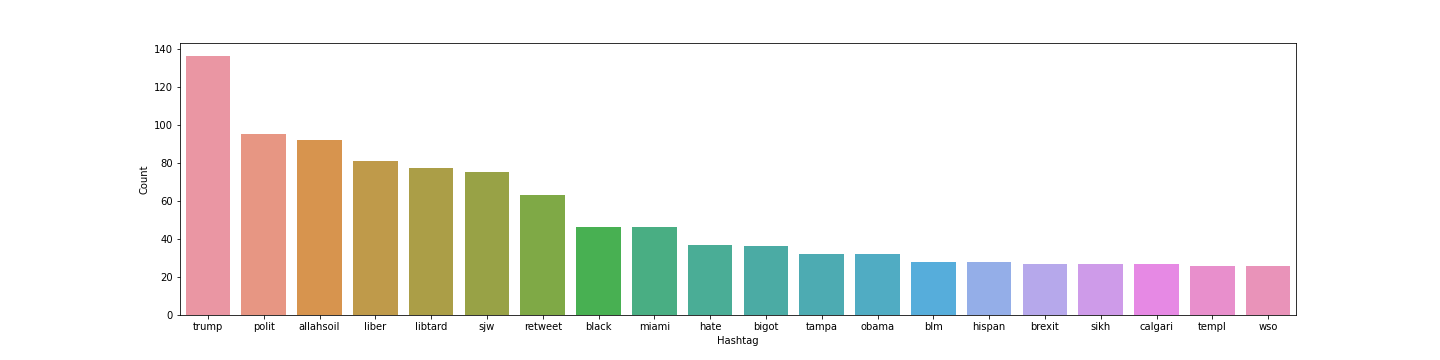 140
120
100
80
60
40
20
0
Count
trump polit allahsoil liber libtard sjw retweet black miami hate bigot tampa obama blm hispan brexit sikh calgari templ wso
Hashtag